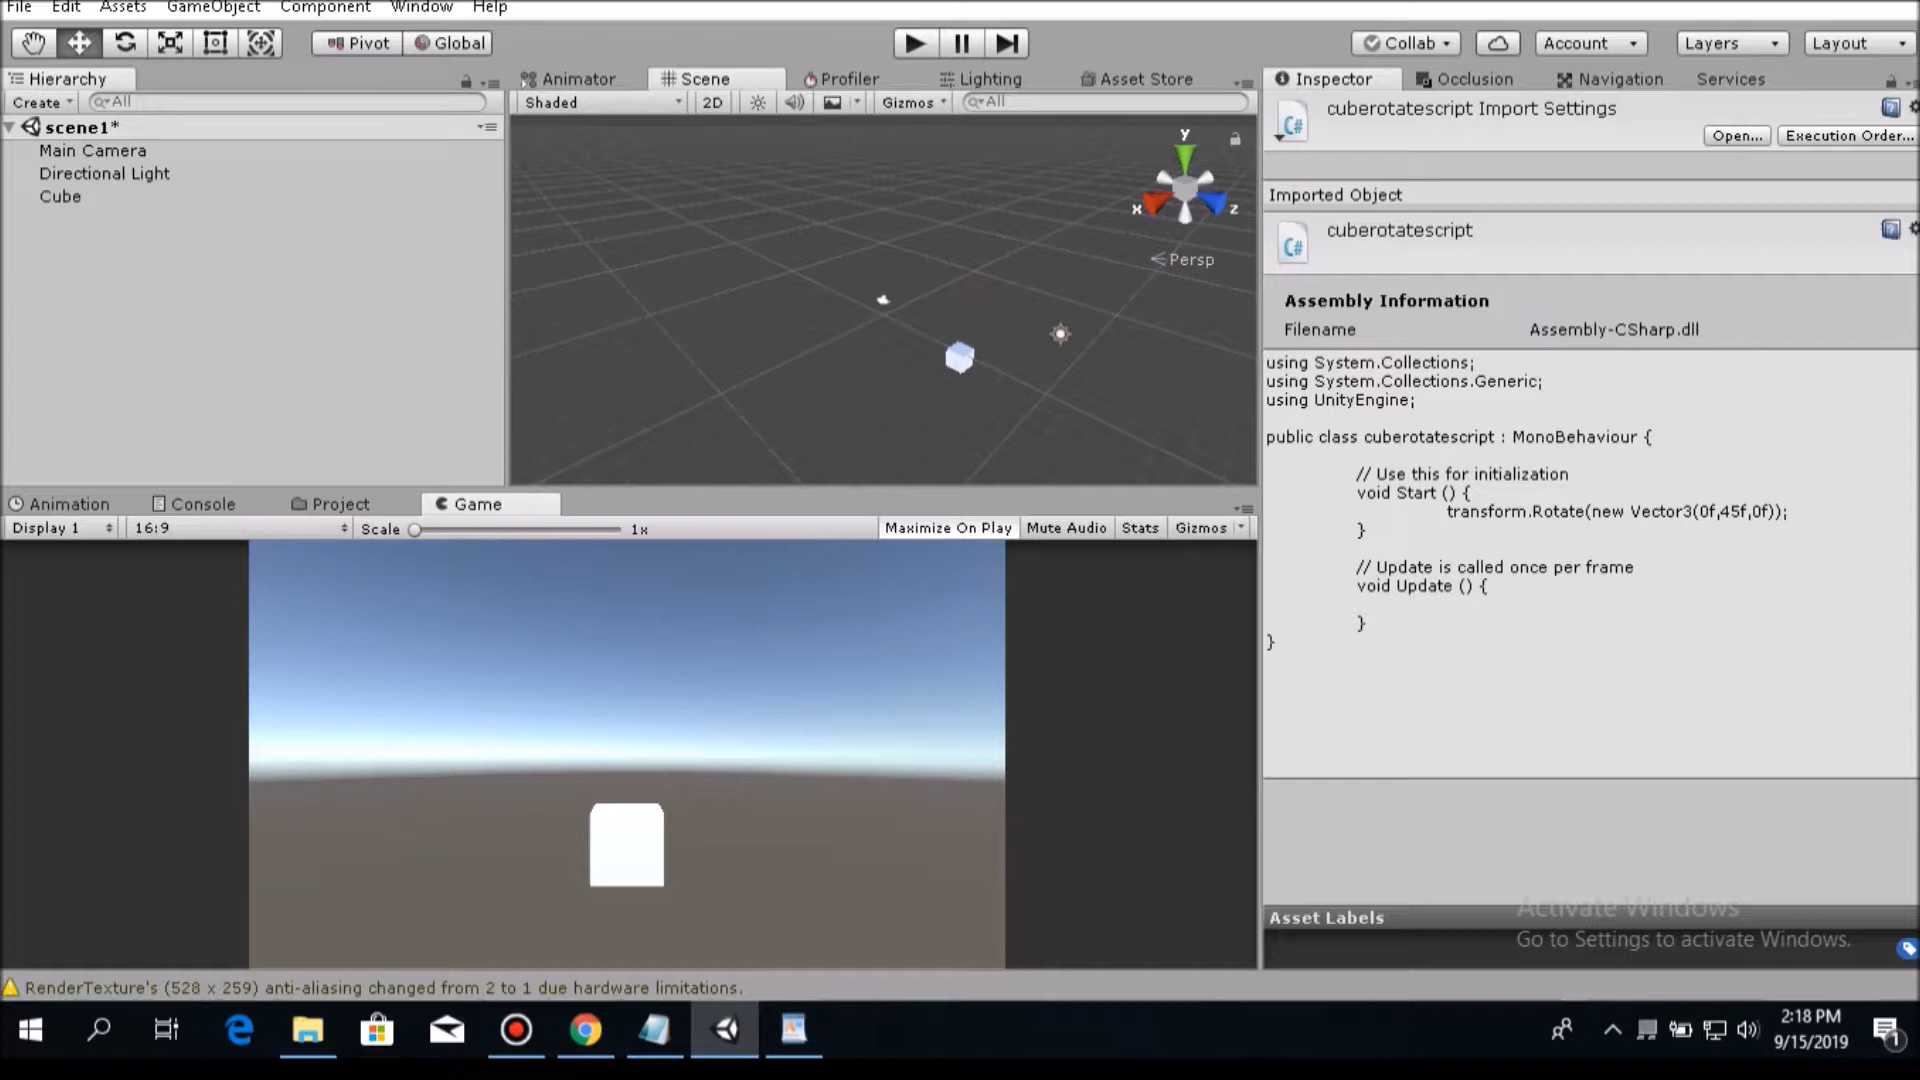 File Edit Assets GameObject Component Window Help
Pivot Global Collab Account Layers Layout
Hierarchy Animator Scene Profiler Lighting Asset Store Inspector Occlusion Navigation Services
Create All Shaded 2D Gizmos All
cuberotatescript Import Settings
scene1*
Open... Execution Order...
Main Camera
Directional Light
Cube
y
x z
Persp
C#
Imported Object
cuberotatescript
C#
Assembly Information
Filename Assembly-CSharp.dll
using System.Collections;
using System.Collections.Generic;
using UnityEngine;
public class cuberotatescript : MonoBehaviour {
// Use this for initialization
void Start () {
transform.Rotate(new Vector3(0f,45f,0f));
}
// Update is called once per frame
void Update () {
}
}
Animation Console Project Game
Display 1 16:9 Scale 1x Maximize On Play Mute Audio Stats Gizmos
Asset Labels
Activate Windows
Go to Settings to activate Windows.
RenderTexture's (528 x 259) anti-aliasing changed from 2 to 1 due hardware limitations.
2:18 PM
9/15/2019
1